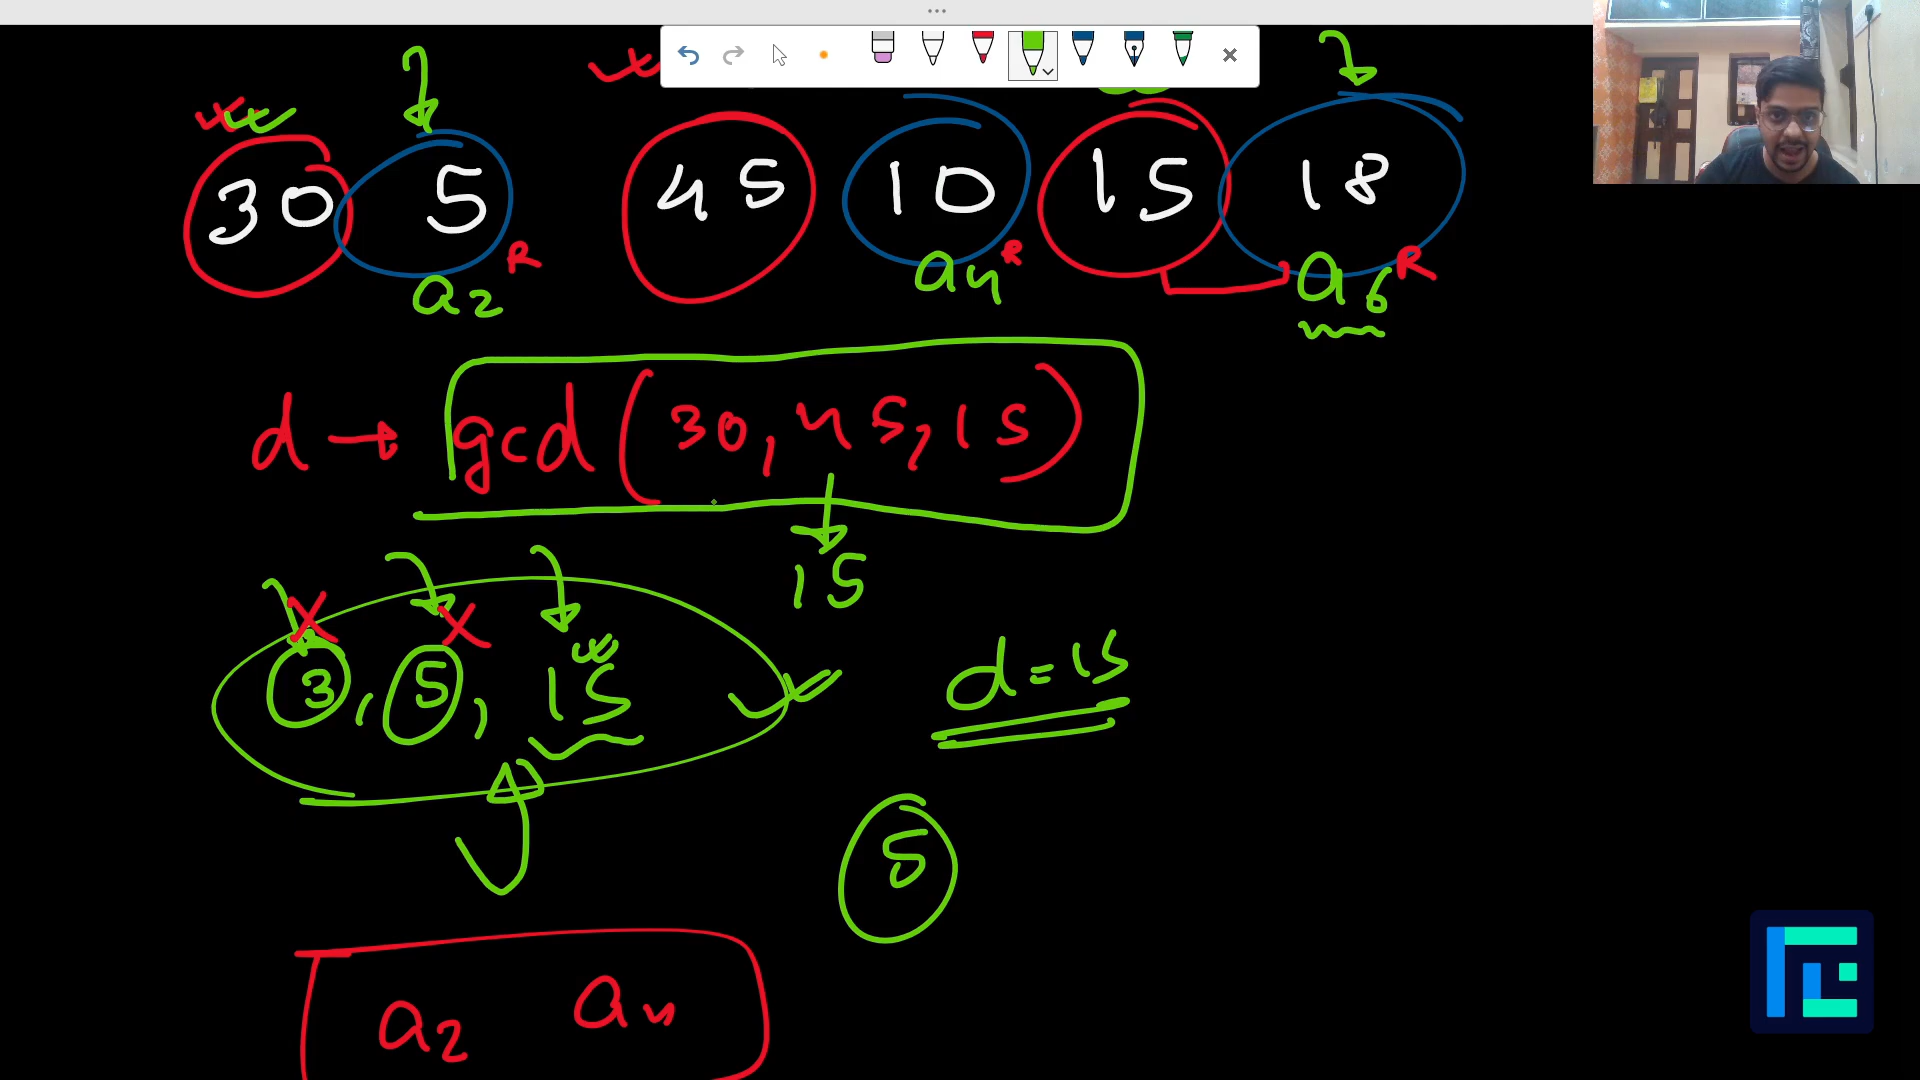 30 5 45 10 15 18
a2 R a4 R a6 R
d → gcd(30,45,15)
15
3, 5, 15
d=15
5
a2 a4